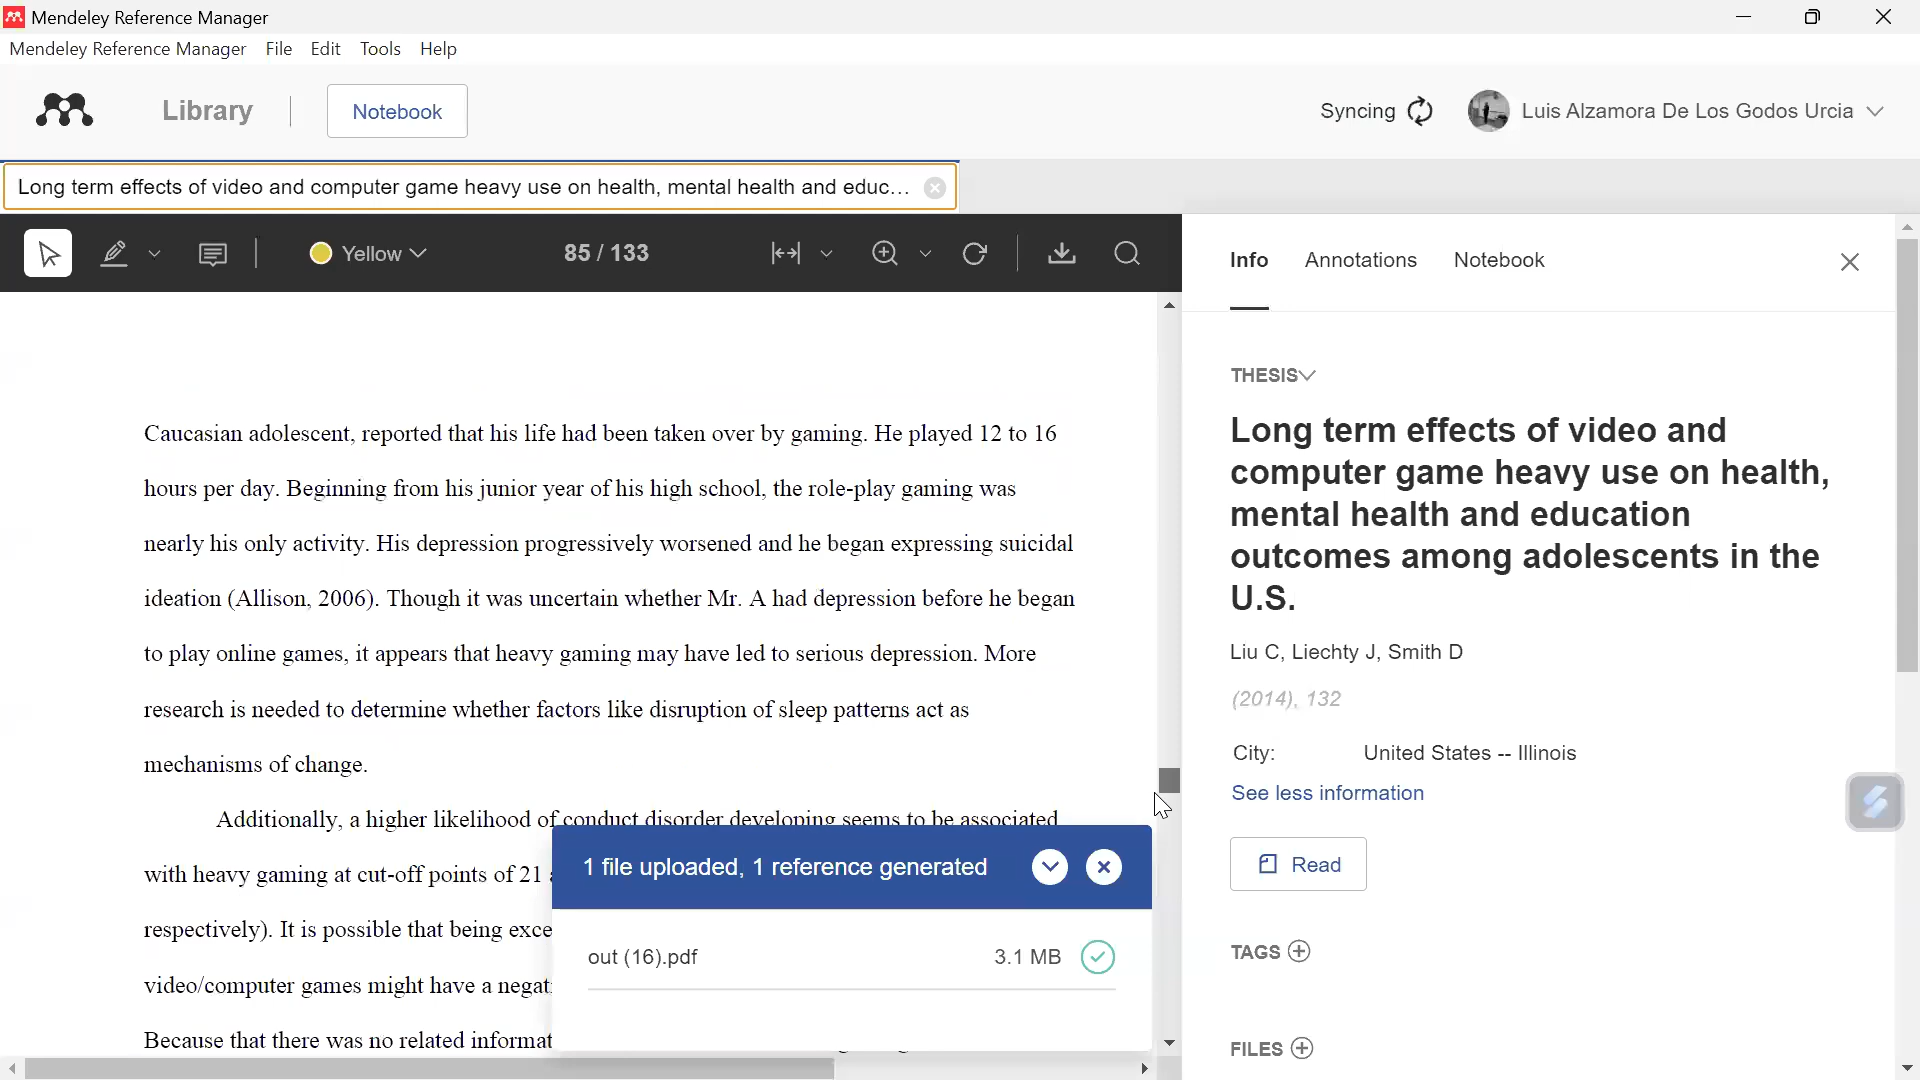 Mendeley Reference Manager
Mendeley Reference Manager File Edit Tools Help
Library Notebook Syncing Luis Alzamora De Los Godos Urcia
Long term effects of video and computer game heavy use on health, mental health and educ...
Yellow 85 / 133
Info Annotations Notebook
Caucasian adolescent, reported that his life had been taken over by gaming. He played 12 to 16
hours per day. Beginning from his junior year of his high school, the role-play gaming was
nearly his only activity. His depression progressively worsened and he began expressing suicidal
ideation (Allison, 2006). Though it was uncertain whether Mr. A had depression before he began
to play online games, it appears that heavy gaming may have led to serious depression. More
research is needed to determine whether factors like disruption of sleep patterns act as
mechanisms of change.
Additionally, a higher likelihood of conduct disorder developing seems to be associated
with heavy gaming at cut-off points of 21
respectively). It is possible that being exce
video/computer games might have a negati
Because that there was no related informat
1 file uploaded, 1 reference generated
out (16).pdf 3.1 MB
THESIS
Long term effects of video and
computer game heavy use on health,
mental health and education
outcomes among adolescents in the
U.S.
Liu C, Liechty J, Smith D
(2014), 132
City: United States -- Illinois
See less information
Read
TAGS
FILES